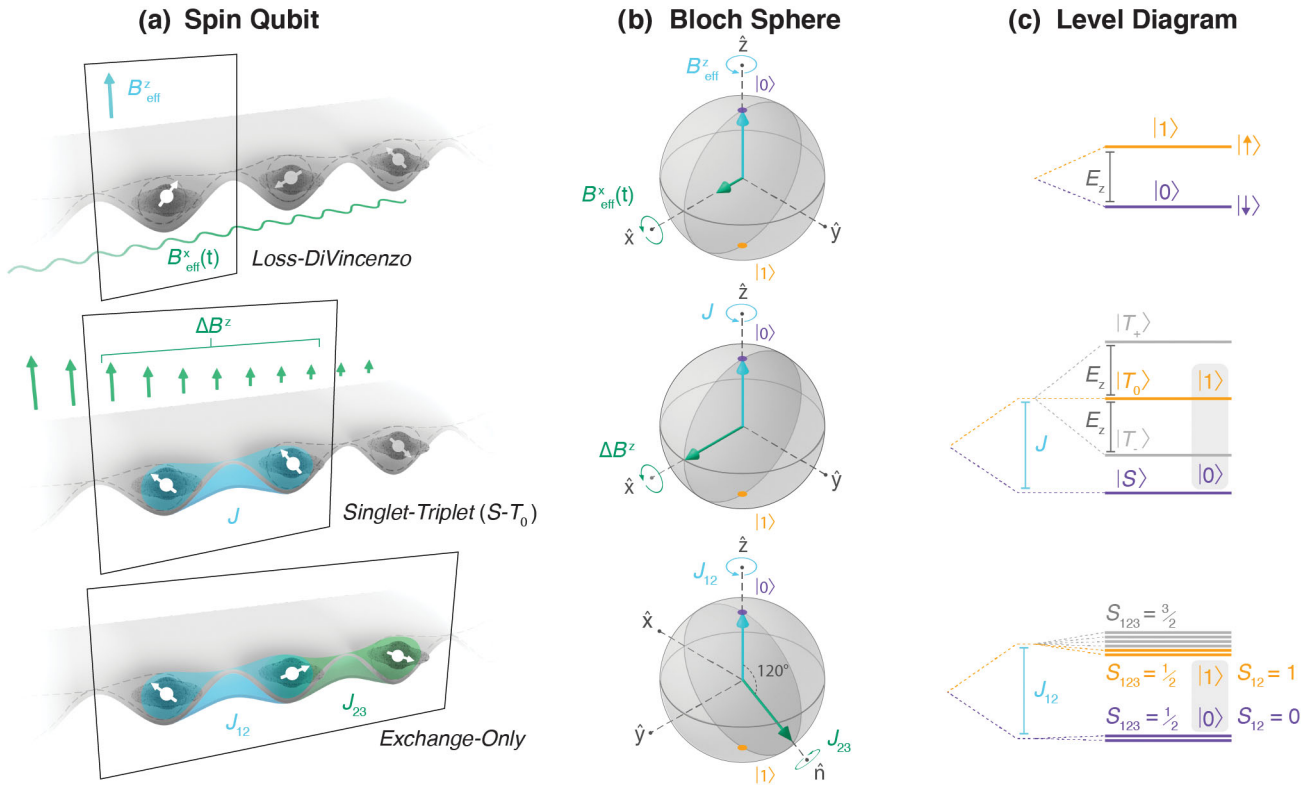 (a) Spin Qubit
(b) Bloch Sphere
(c) Level Diagram
B^z_eff
B^x_eff(t)
Loss-DiVincenzo
ẑ
B^z_eff
|0⟩
B^x_eff(t)
x̂
ŷ
|1⟩
|1⟩
|↑⟩
E_z
|0⟩
|↓⟩
ΔB^z
J
Singlet-Triplet (S-T_0)
ẑ
J
|0⟩
ΔB^z
x̂
ŷ
|1⟩
|T_+⟩
E_z
|T_0⟩
|1⟩
E_z
J
|T_-⟩
|S⟩
|0⟩
J_12
J_23
Exchange-Only
ẑ
J_12
|0⟩
x̂
120°
ŷ
J_23
n̂
|1⟩
S_123 = 3/2
J_12
S_123 = 1/2 |1⟩ S_12 = 1
S_123 = 1/2 |0⟩ S_12 = 0